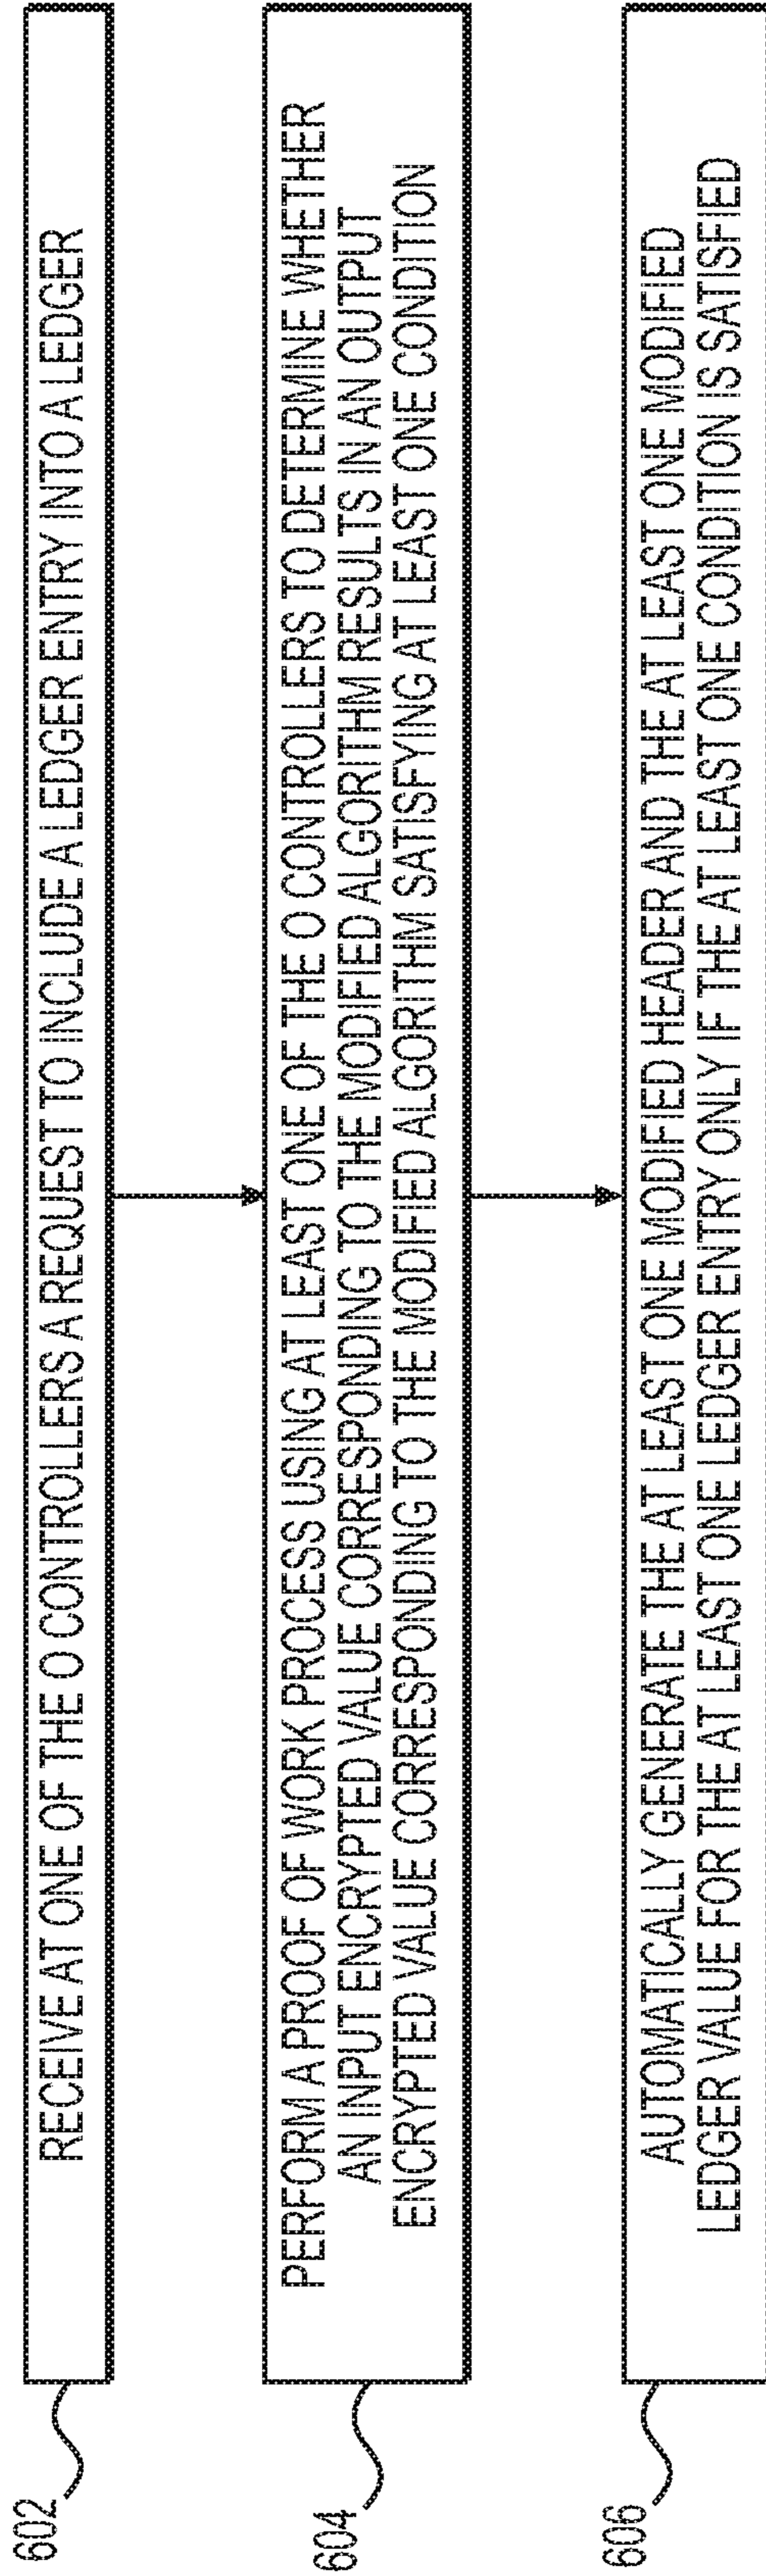 602
RECEIVE AT ONE OF THE O CONTROLLERS A REQUEST TO INCLUDE A LEDGER ENTRY INTO A LEDGER
604
PERFORM A PROOF OF WORK PROCESS USING AT LEAST ONE OF THE O CONTROLLERS TO DETERMINE WHETHER
AN INPUT ENCRYPTED VALUE CORRESPONDING TO THE MODIFIED ALGORITHM RESULTS IN AN OUTPUT
ENCRYPTED VALUE CORRESPONDING TO THE MODIFIED ALGORITHM SATISFYING AT LEAST ONE CONDITION
606
AUTOMATICALLY GENERATE THE AT LEAST ONE MODIFIED HEADER AND THE AT LEAST ONE MODIFIED
LEDGER VALUE FOR THE AT LEAST ONE LEDGER ENTRY ONLY IF THE AT LEAST ONE CONDITION IS SATISFIED